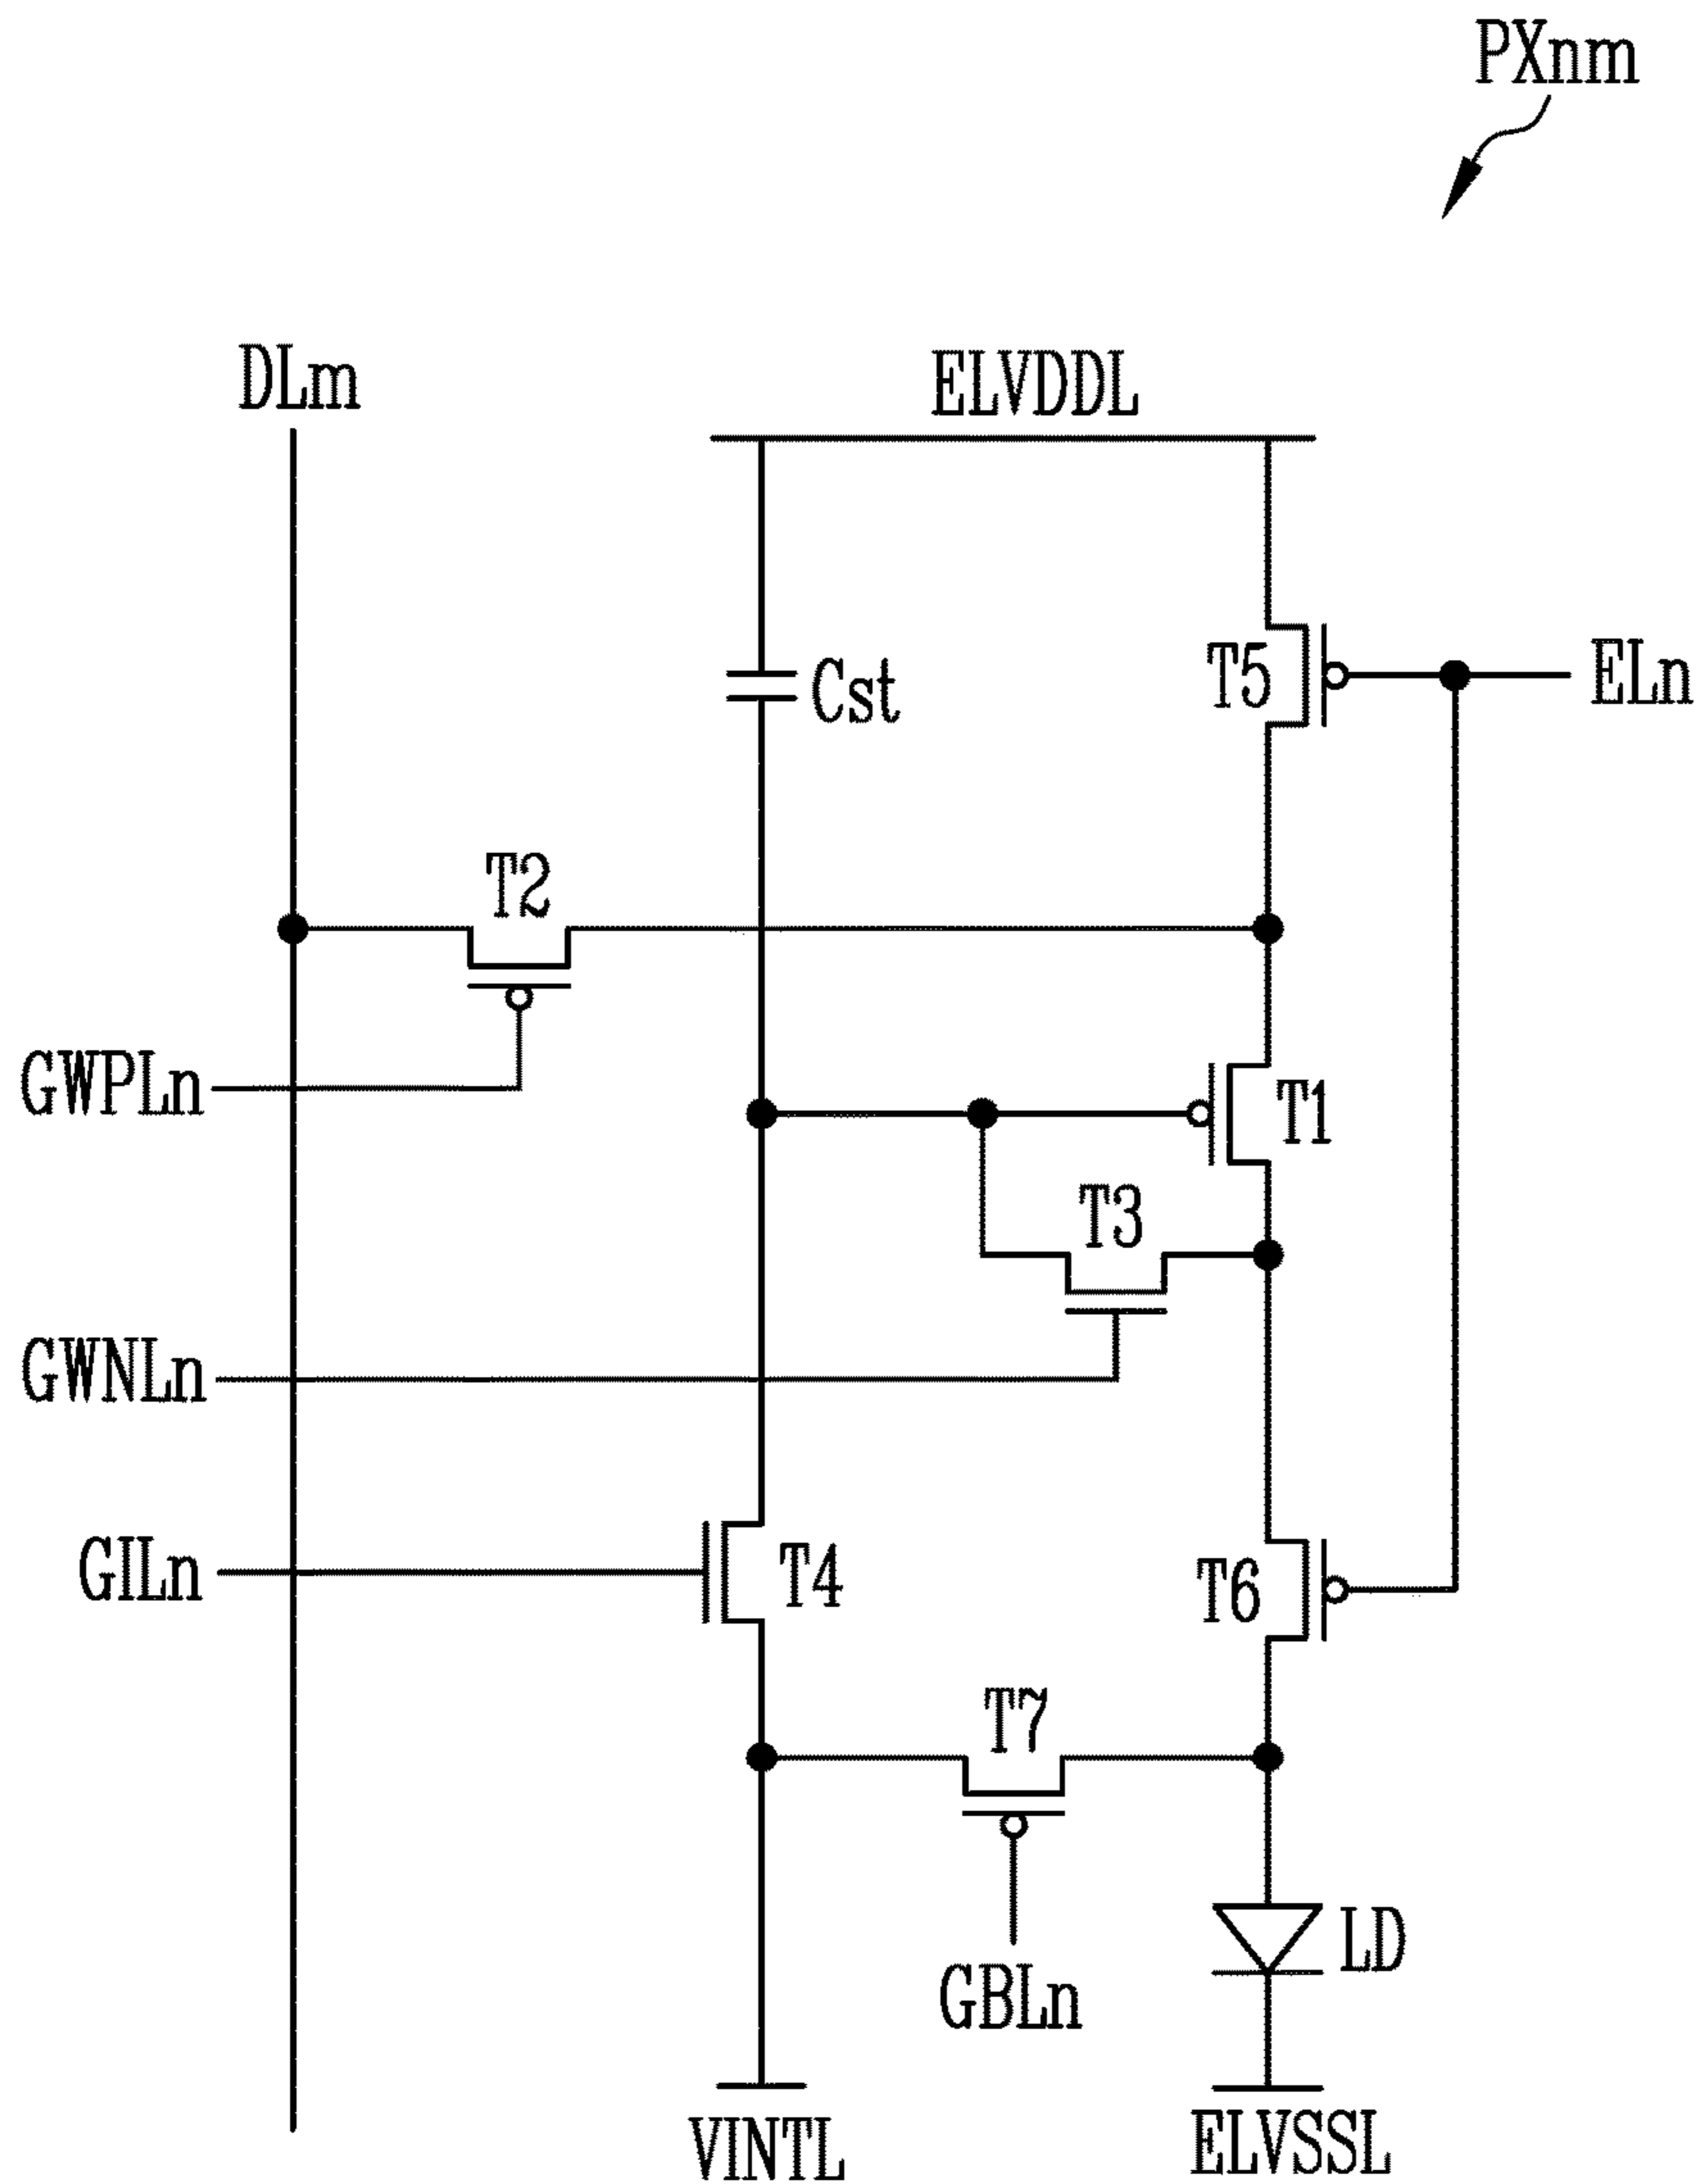 PXnm
DLm
ELVDDL
T5
ELn
Cst
T2
GWPLn
T1
T3
GWNLn
GILn
T4
T6
T7
LD
GBLn
VINTL
ELVSSL